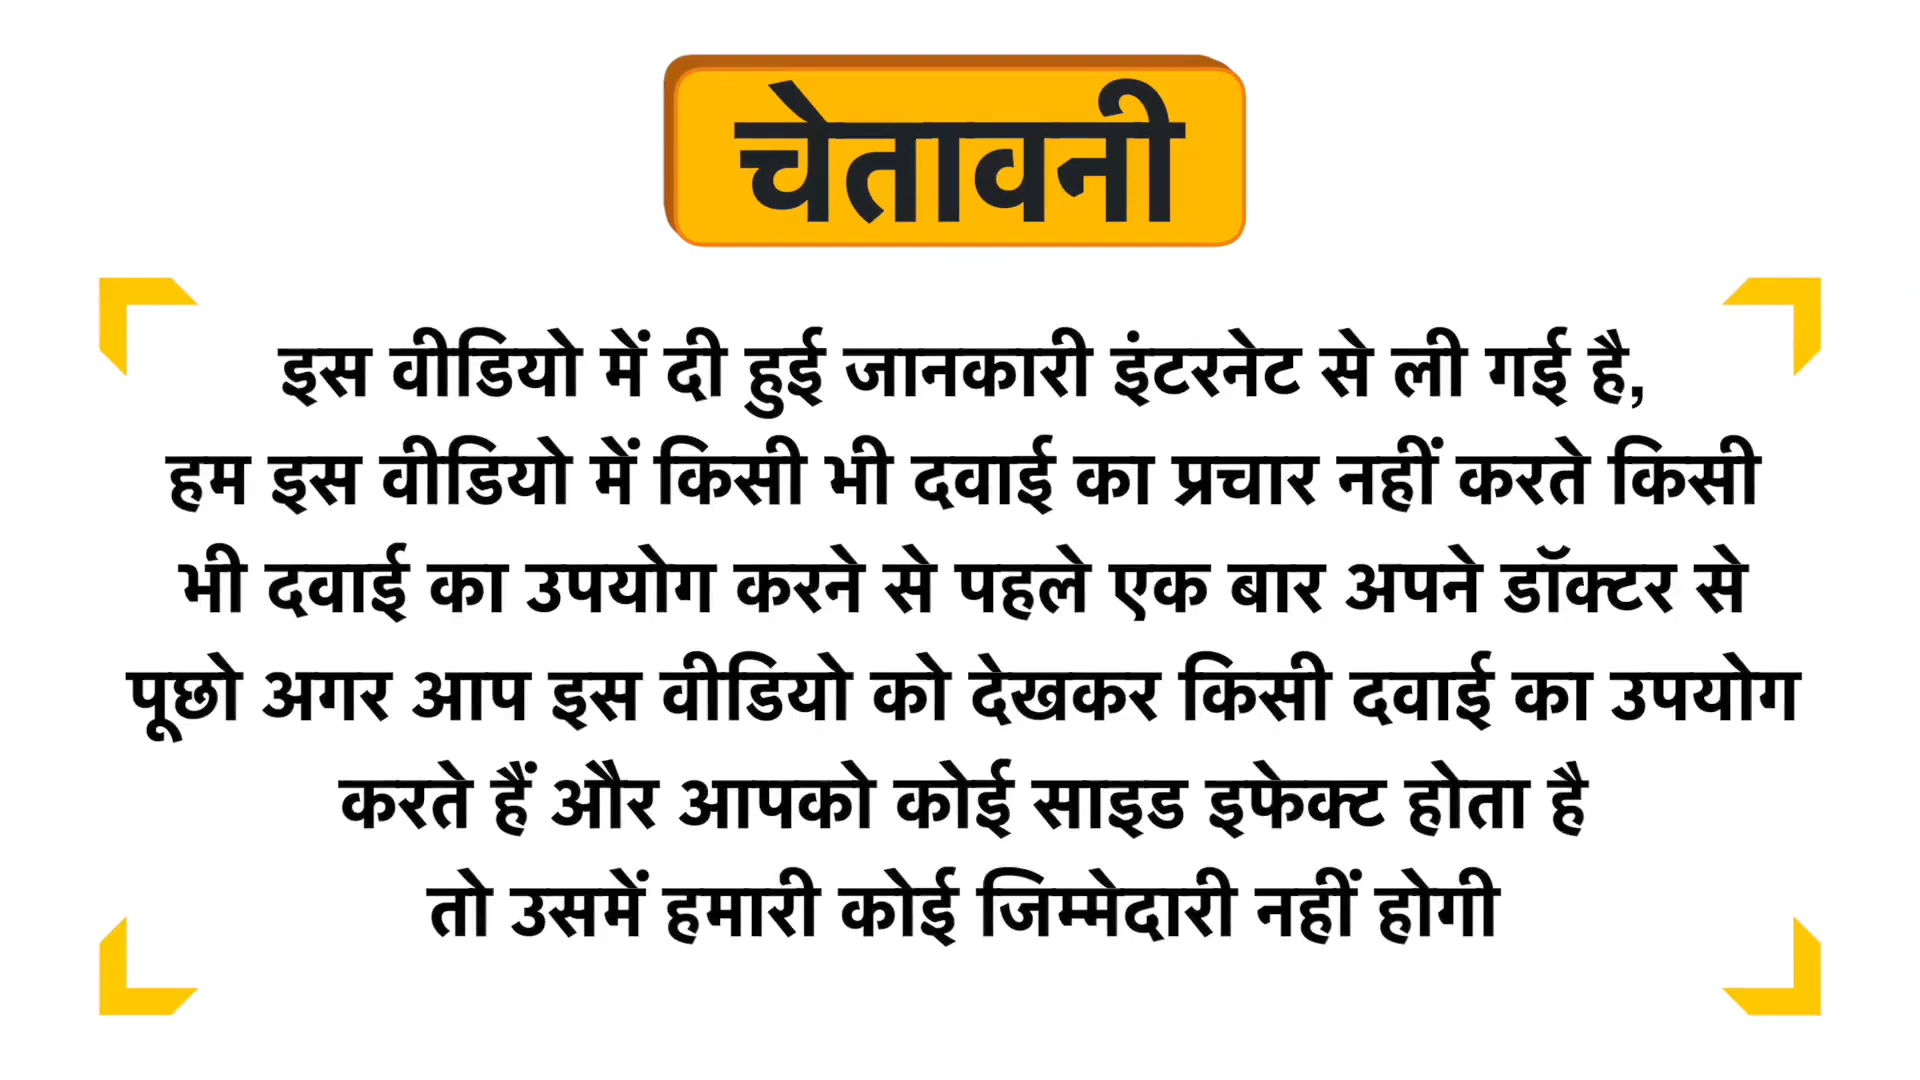 चेतावनी
इस वीडियो में दी हुई जानकारी इंटरनेट से ली गई है,
हम इस वीडियो में किसी भी दवाई का प्रचार नहीं करते किसी
भी दवाई का उपयोग करने से पहले एक बार अपने डॉक्टर से
पूछो अगर आप इस वीडियो को देखकर किसी दवाई का उपयोग
करते हैं और आपको कोई साइड इफेक्ट होता है
तो उसमें हमारी कोई जिम्मेदारी नहीं होगी